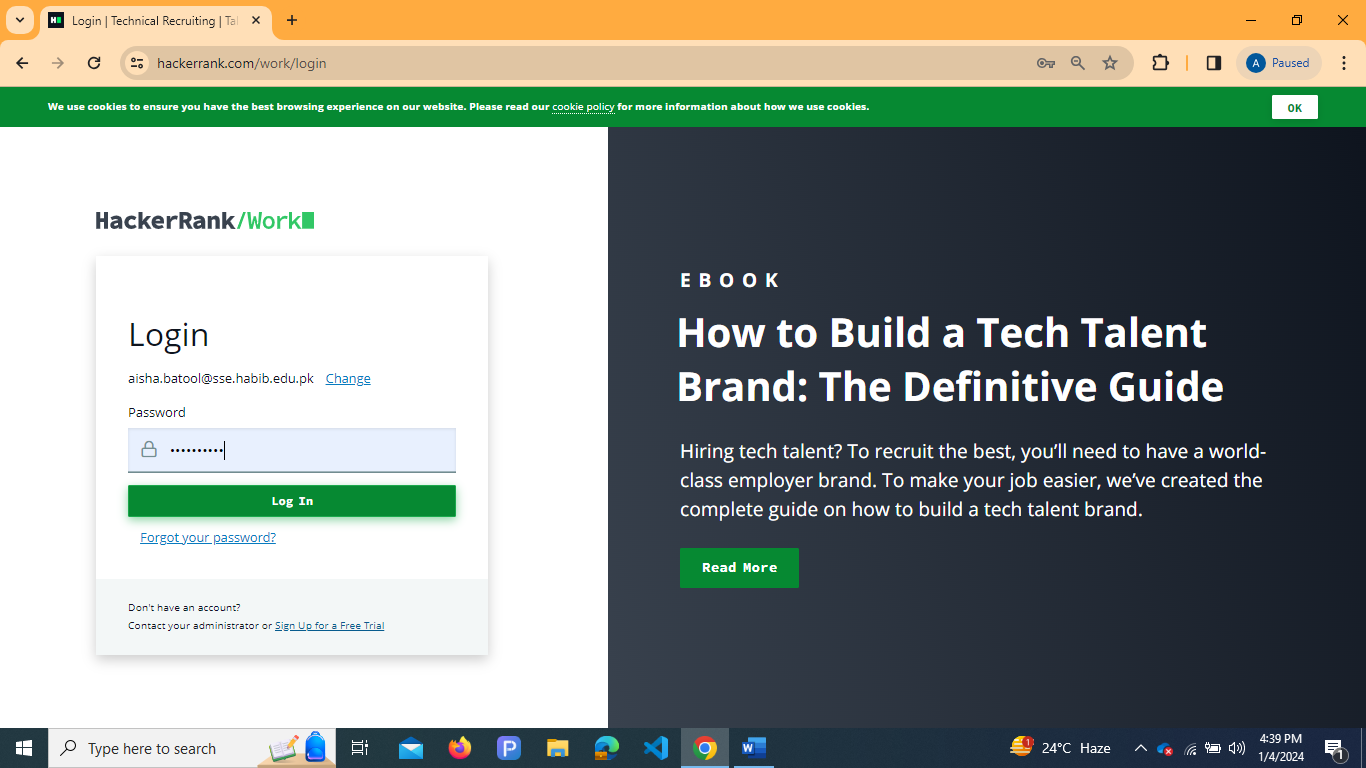 Login | Technical Recruiting | Tal
hackerrank.com/work/login
A Paused
We use cookies to ensure you have the best browsing experience on our website. Please read our cookie policy for more information about how we use cookies.
OK
HackerRank/Work
Login
aisha.batool@sse.habib.edu.pk Change
Password
••••••••••
Log In
Forgot your password?
Don't have an account?
Contact your administrator or Sign Up for a Free Trial
EBOOK
How to Build a Tech Talent
Brand: The Definitive Guide
Hiring tech talent? To recruit the best, you’ll need to have a world-
class employer brand. To make your job easier, we’ve created the
complete guide on how to build a tech talent brand.
Read More
Type here to search
1
24°C Haze
4:39 PM
1/4/2024
1